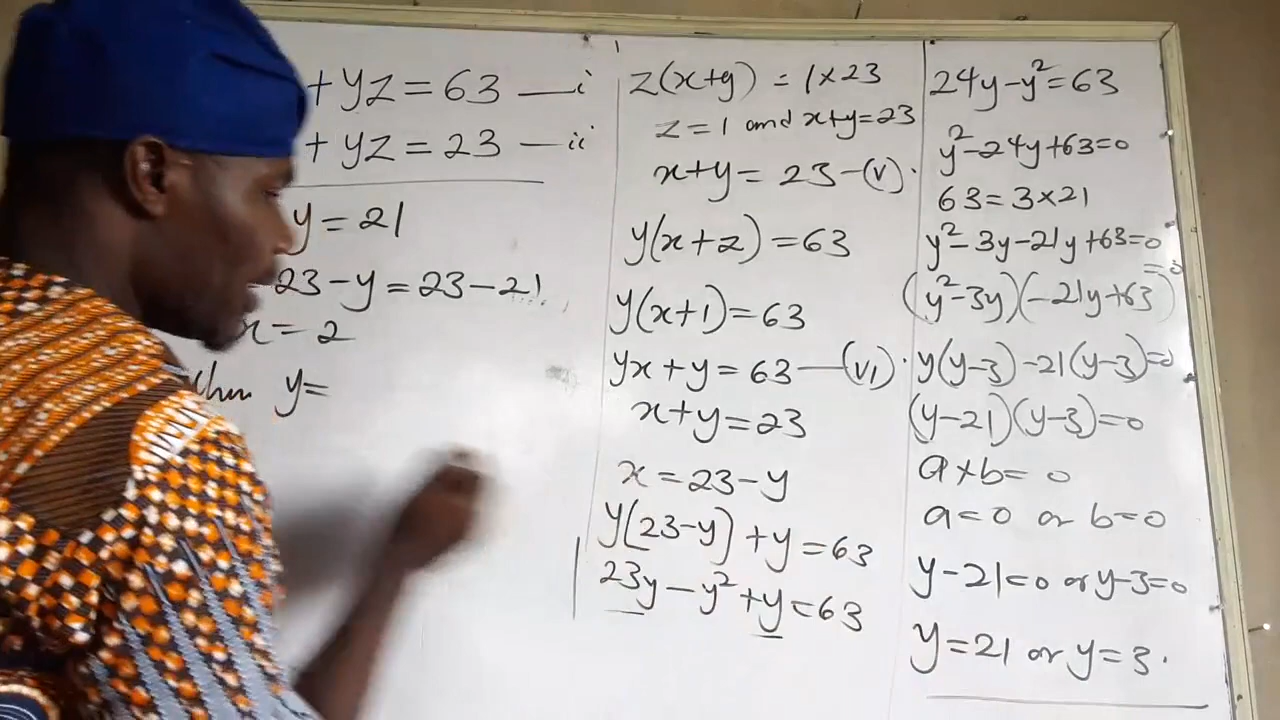 + yz = 63 — i
+ yz = 23 — ii
y = 21
23 - y = 23 - 21
x = 2
when y =
z(x+y) = 1 × 23
z = 1 and x+y = 23
x+y = 23 - (v).
y(x+z) = 63
y(x+1) = 63
yx + y = 63 — (vi).
x+y = 23
x = 23 - y
y(23-y) + y = 63
23y - y² + y = 63
24y - y² = 63
y² - 24y + 63 = 0
63 = 3 × 21
y² - 3y - 21y + 63 = 0
(y² - 3y)(-21y + 63) = 0
y(y-3) - 21(y-3) = 0
(y-21)(y-3) = 0
a × b = 0
a = 0 or b = 0
y - 21 = 0 or y - 3 = 0
y = 21 or y = 3.